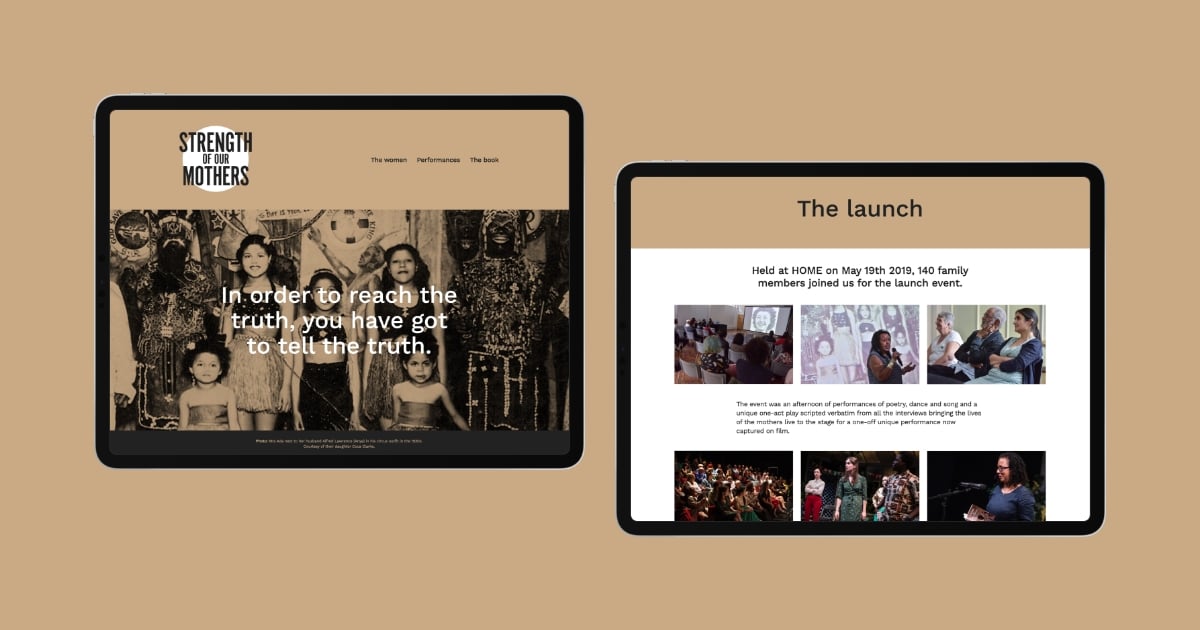 STRENGTH
OF OUR
MOTHERS
The women
Performances
The book
In order to reach the
truth, you have got
to tell the truth.
The launch
Held at HOME on May 19th 2019, 140 family
members joined us for the launch event.
The event was an afternoon of performances of poetry, dance and song and a
unique one-act play scripted verbatim from all the interviews bringing the lives
of the mothers live to the stage for a one-off unique performance now
captured on film.